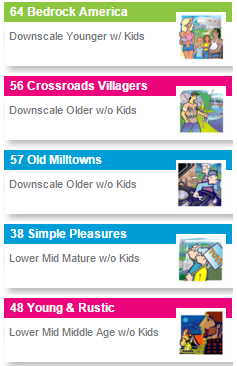 64 Bedrock America
Downscale Younger w/ Kids
56 Crossroads Villagers
Downscale Older w/o Kids
57 Old Milltowns
Downscale Older w/o Kids
38 Simple Pleasures
Lower Mid Mature w/o Kids
48 Young & Rustic
Lower Mid Middle Age w/o Kids